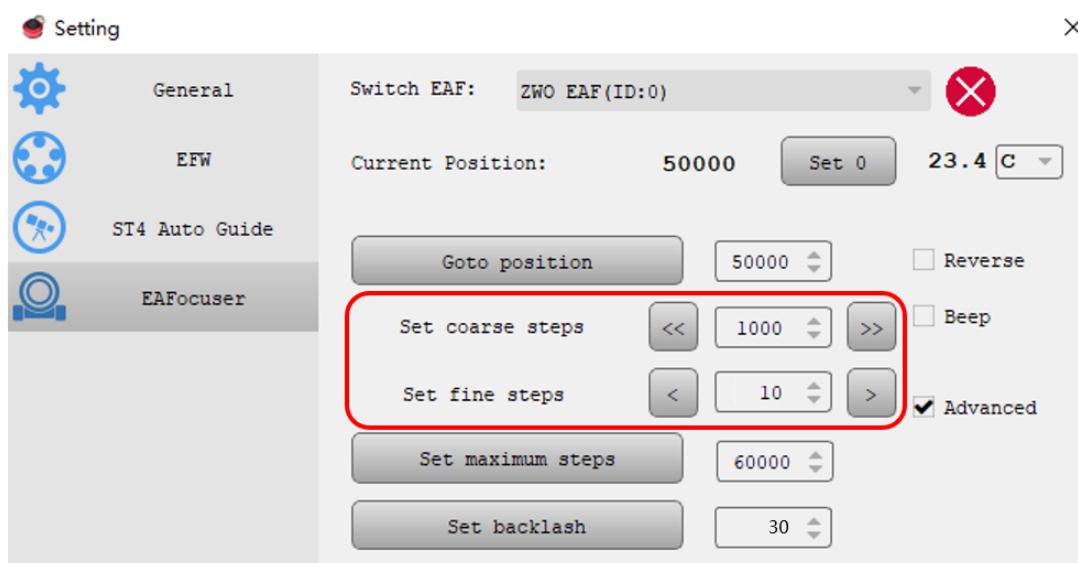 Setting
General
EFW
ST4 Auto Guide
EAFocuser
Switch EAF: ZWO EAF(ID:0)
Current Position: 50000 Set 0 23.4 C
Goto position 50000 Reverse
Set coarse steps << 1000 >> Beep
Set fine steps < 10 > Advanced
Set maximum steps 60000
Set backlash 30